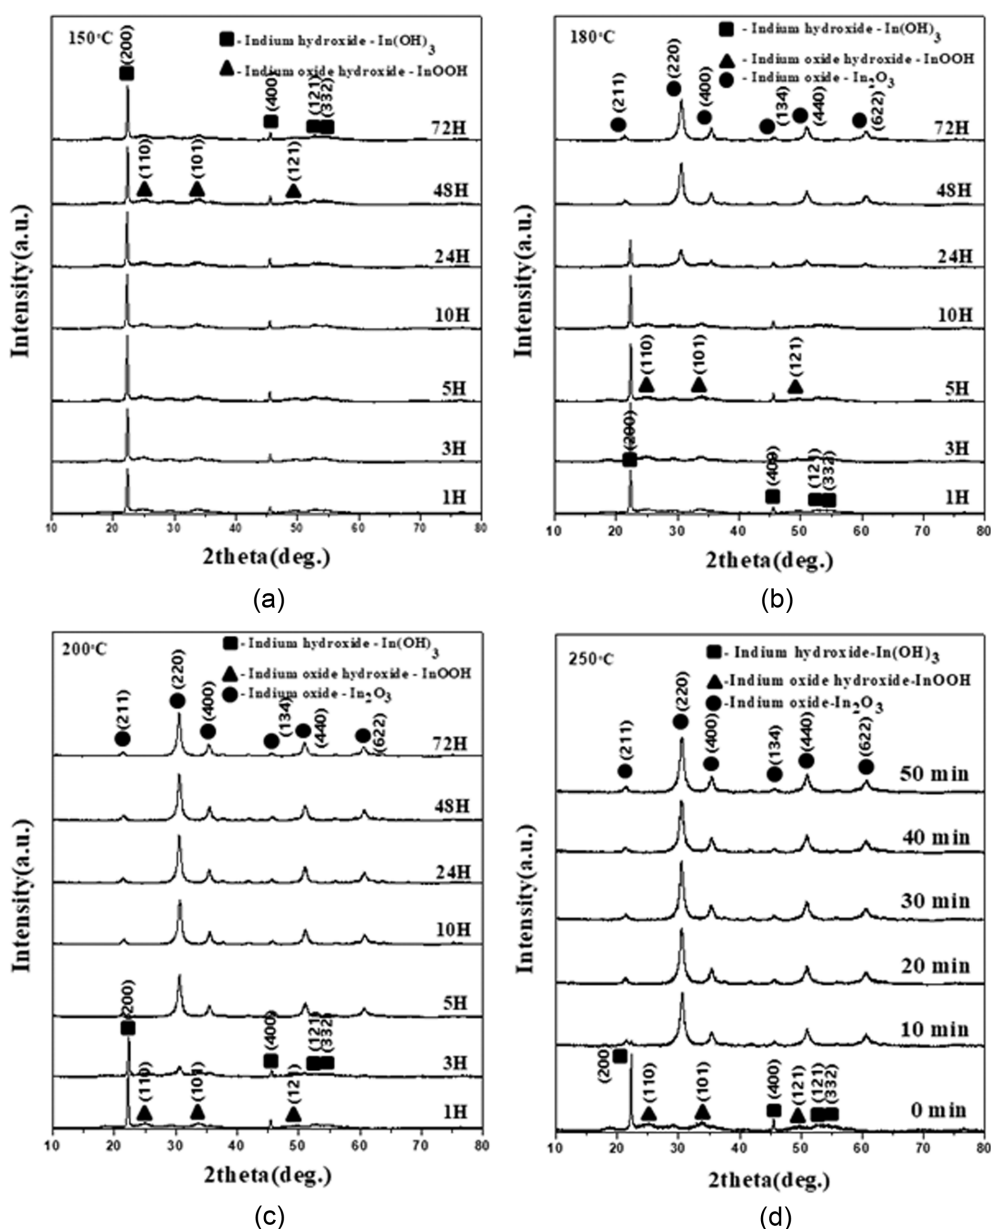 150°C
■ - Indium hydroxide - In(OH)3
▲ - Indium oxide hydroxide - InOOH
(200)
(400)
(121)
(332)
72H
(110)
(101)
(121)
48H
24H
10H
5H
3H
1H
Intensity(a.u.)
10 20 30 40 50 60 70 80
2theta(deg.)
(a)
180°C
■ - Indium hydroxide - In(OH)3
▲ - Indium oxide hydroxide - InOOH
● - Indium oxide - In2O3
(211)
(220)
(400)
(134)
(440)
(622)
72H
48H
24H
10H
(110)
(101)
(121)
5H
(200)
3H
(400)
(121)
(332)
1H
Intensity(a.u.)
10 20 30 40 50 60 70 80
2theta(deg.)
(b)
200°C
■ - Indium hydroxide - In(OH)3
▲ - Indium oxide hydroxide - InOOH
● - Indium oxide - In2O3
(211)
(220)
(400)
(134)
(440)
(622)
72H
48H
24H
10H
5H
(200)
(400)
(121)
(332)
3H
(110)
(101)
(121)
1H
Intensity(a.u.)
10 20 30 40 50 60 70 80
2theta(deg.)
(c)
250°C
■ - Indium hydroxide-In(OH)3
▲ -Indium oxide hydroxide-InOOH
● -Indium oxide-In2O3
(211)
(220)
(400)
(134)
(440)
(622)
50 min
40 min
30 min
20 min
10 min
(200
(110)
(101)
(400)
(121)
(121)
(332)
0 min
Intensity(a.u.)
10 20 30 40 50 60 70 80
2theta(deg.)
(d)